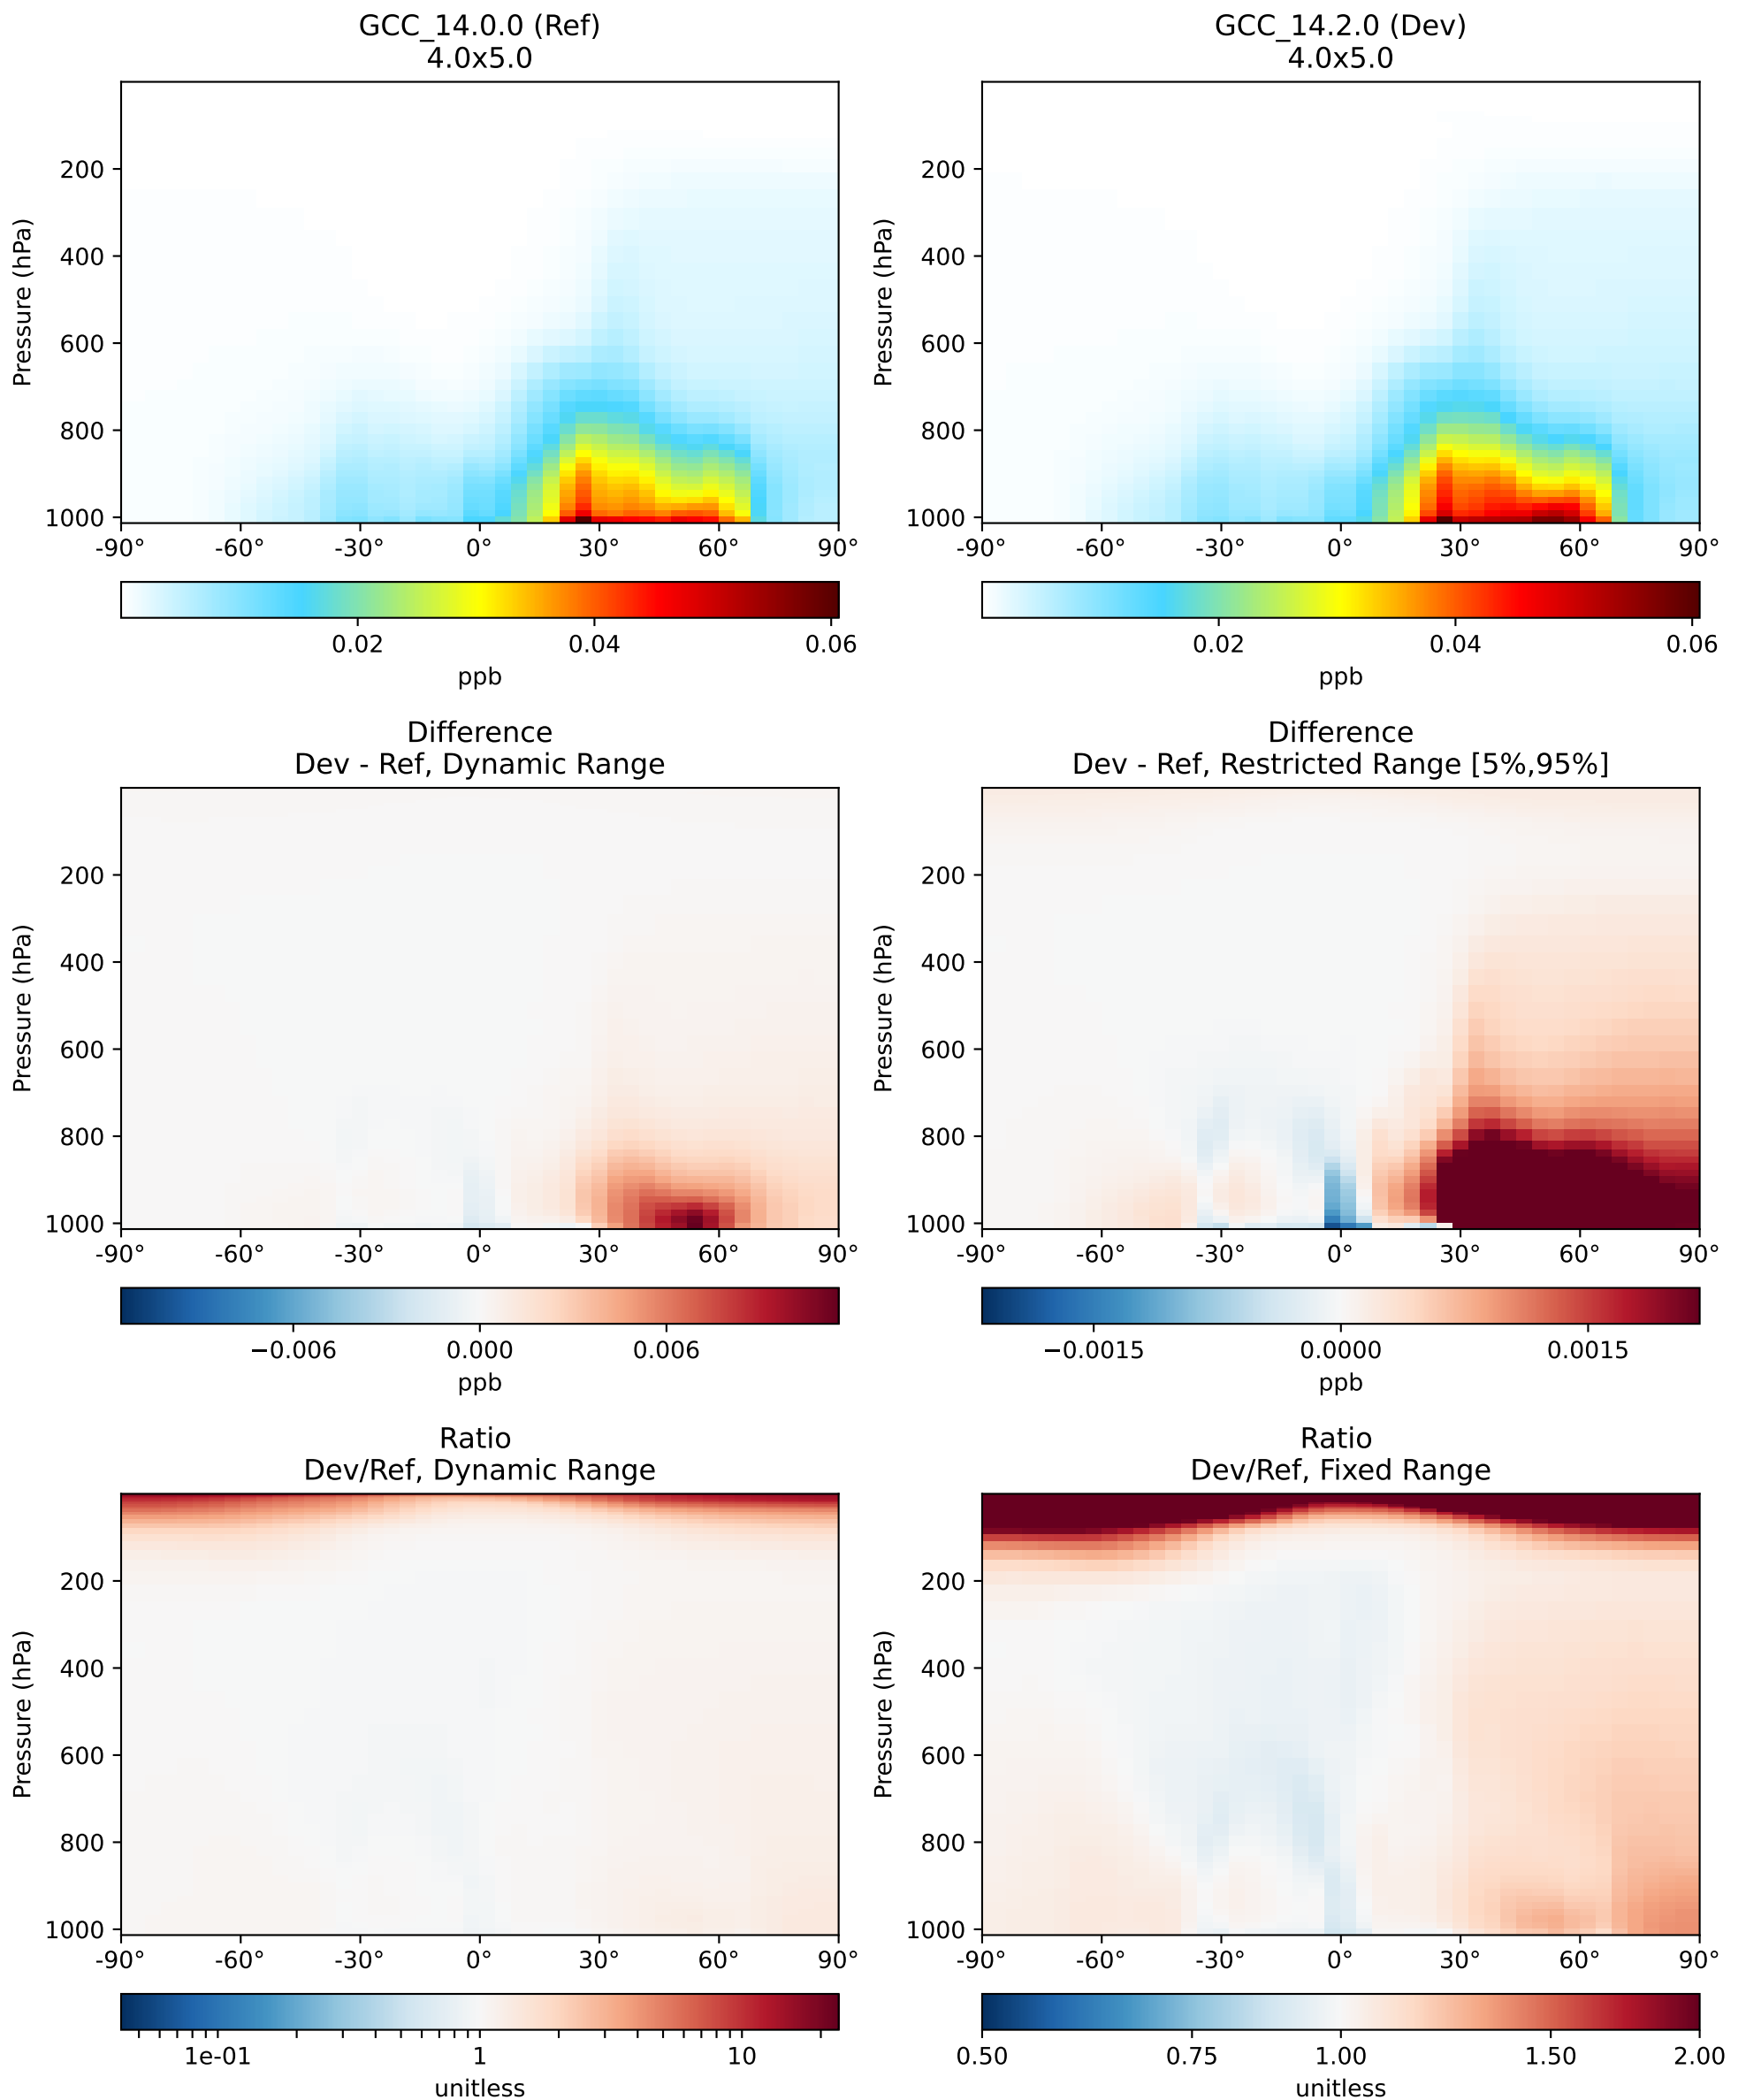 GCC_14.0.0 (Ref)
4.0x5.0
Pressure (hPa)
200
400
600
800
1000
-90° -60° -30° 0° 30° 60° 90°
0.02 0.04 0.06
ppb
GCC_14.2.0 (Dev)
4.0x5.0
Pressure (hPa)
200
400
600
800
1000
-90° -60° -30° 0° 30° 60° 90°
0.02 0.04 0.06
ppb
Difference
Dev - Ref, Dynamic Range
Pressure (hPa)
200
400
600
800
1000
-90° -60° -30° 0° 30° 60° 90°
−0.006 0.000 0.006
ppb
Difference
Dev - Ref, Restricted Range [5%,95%]
Pressure (hPa)
200
400
600
800
1000
-90° -60° -30° 0° 30° 60° 90°
−0.0015 0.0000 0.0015
ppb
Ratio
Dev/Ref, Dynamic Range
Pressure (hPa)
200
400
600
800
1000
-90° -60° -30° 0° 30° 60° 90°
1e-01 1 10
unitless
Ratio
Dev/Ref, Fixed Range
Pressure (hPa)
200
400
600
800
1000
-90° -60° -30° 0° 30° 60° 90°
0.50 0.75 1.00 1.50 2.00
unitless